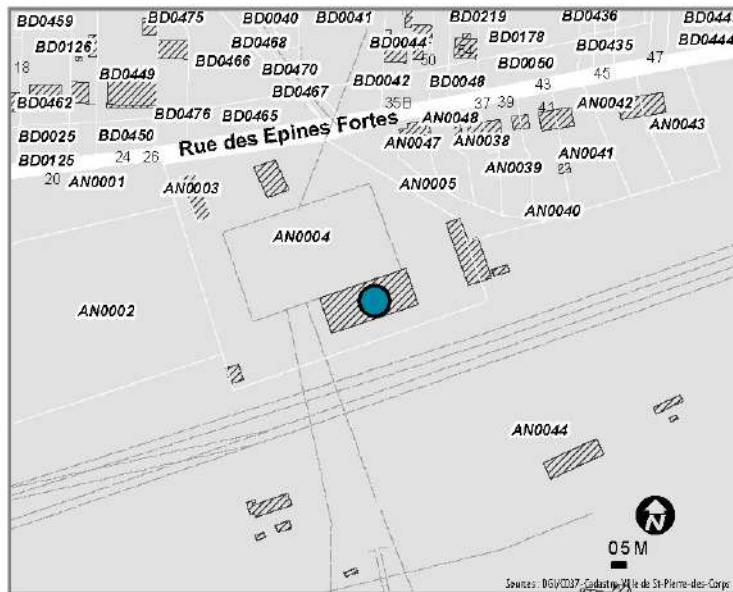 BD0459 BD0475 BD0040 BD0041 BD0219 BD0436 BD044
BD0126 BD0468 BD0044 BD0178 BD0435 BD0444
18 BD0466 BD0470 50 54 BD0050 45 47
BD0449 BD0467 BD0042 BD0048 43
BD0462 BD0476 BD0465 35B 37 39 41 AN0042
BD0025 BD0450 Rue des Epines Fortes AN0048 AN0043
BD0125 24 26 AN0047 AN0038 AN0041
20 AN0001 AN0003 AN0005 AN0039
AN0004 AN0040
AN0002
AN0044
N
05 M
Sources : DGI/CD37-Cadastre-Ville de St-Pierre-des-Corps